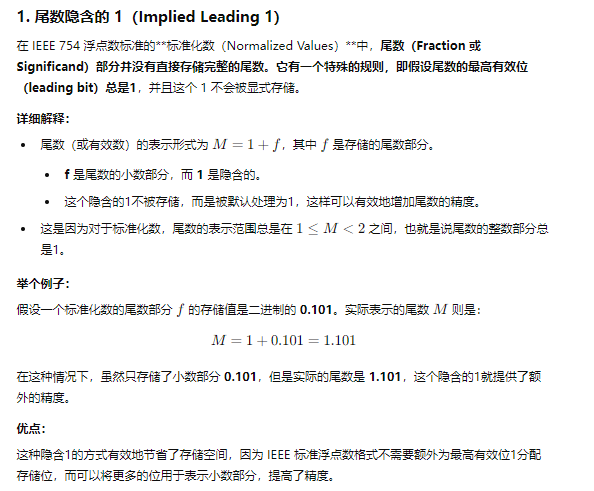 1. 尾数隐含的 1（Implied Leading 1）
在 IEEE 754 浮点数标准的**标准化数（Normalized Values）**中，尾数（Fraction 或
Significand）部分并没有直接存储完整的尾数。它有一个特殊的规则，即假设尾数的最高有效位
（leading bit）总是1，并且这个 1 不会被显式存储。
详细解释：
• 尾数（或有效数）的表示形式为 M = 1 + f，其中 f 是存储的尾数部分。
• f 是尾数的小数部分，而 1 是隐含的。
• 这个隐含的1不被存储，而是被默认处理为1，这样可以有效地增加尾数的精度。
• 这是因为对于标准化数，尾数的表示范围总是在 1 ≤ M < 2 之间，也就是说尾数的整数部分总
是1。
举个例子：
假设一个标准化数的尾数部分 f 的存储值是二进制的 0.101。实际表示的尾数 M 则是：
M = 1 + 0.101 = 1.101
在这种情况下，虽然只存储了小数部分 0.101，但是实际的尾数是 1.101，这个隐含的1就提供了额
外的精度。
优点：
这种隐含1的方式有效地节省了存储空间，因为 IEEE 标准浮点数格式不需要额外为最高有效位1分配
存储位，而可以将更多的位用于表示小数部分，提高了精度。